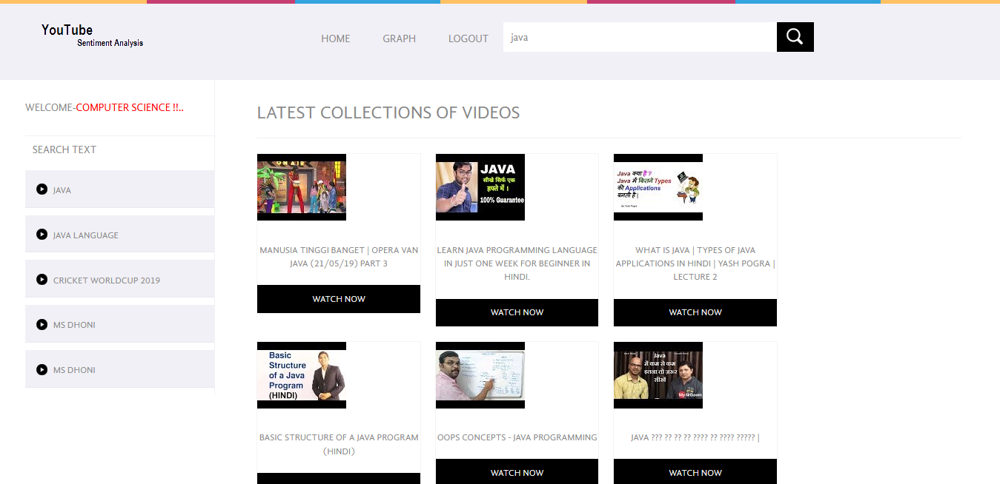 YouTube
Sentiment Analysis
HOME
GRAPH
LOGOUT
java
WELCOME-COMPUTER SCIENCE !!..
SEARCH TEXT
JAVA
JAVA LANGUAGE
CRICKET WORLDCUP 2019
MS DHONI
MS DHONI
LATEST COLLECTIONS OF VIDEOS
ON AIR
MANUSIA TINGGI BANGET | OPERA VAN
JAVA (21/05/19) PART 3
WATCH NOW
JAVA
सीखे सिर्फ एक
हफ्ते में ।
100% Guarantee
LEARN JAVA PROGRAMMING LANGUAGE
IN JUST ONE WEEK FOR BEGINNER IN
HINDI.
WATCH NOW
Java क्या है ?
Java में कितने Types
की Applications
बनती है |
By Yash Pogra
WHAT IS JAVA | TYPES OF JAVA
APPLICATIONS IN HINDI | YASH POGRA |
LECTURE 2
WATCH NOW
Basic
Structure
of a Java
Program
(HINDI)
BASIC STRUCTURE OF A JAVA PROGRAM
(HINDI)
OOPS CONCEPTS - JAVA PROGRAMMING
WATCH NOW
Java
में कम से कम
इतना तो ज़रूर
सीखें
MySirG.com
JAVA ??? ?? ?? ?? ???? ?? ???? ????? |
WATCH NOW